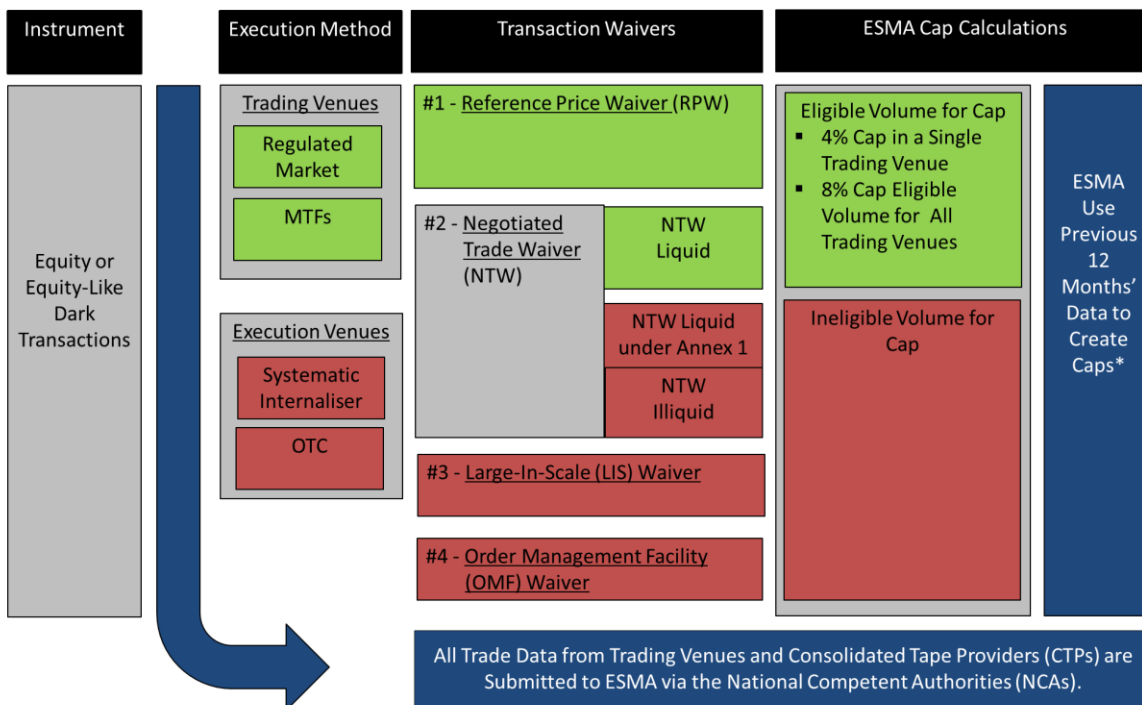 Instrument
Execution Method
Transaction Waivers
ESMA Cap Calculations
Equity or
Equity-Like
Dark
Transactions
Trading Venues
Regulated
Market
MTFs
Execution Venues
Systematic
Internaliser
OTC
#1 - Reference Price Waiver (RPW)
#2 - Negotiated
Trade Waiver
(NTW)
NTW
Liquid
NTW Liquid
under Annex 1
NTW
Illiquid
#3 - Large-In-Scale (LIS) Waiver
#4 - Order Management Facility
(OMF) Waiver
Eligible Volume for Cap
▪ 4% Cap in a Single
Trading Venue
▪ 8% Cap Eligible
Volume for All
Trading Venues
Ineligible Volume for
Cap
ESMA
Use
Previous
12
Months’
Data to
Create
Caps*
All Trade Data from Trading Venues and Consolidated Tape Providers (CTPs) are
Submitted to ESMA via the National Competent Authorities (NCAs).